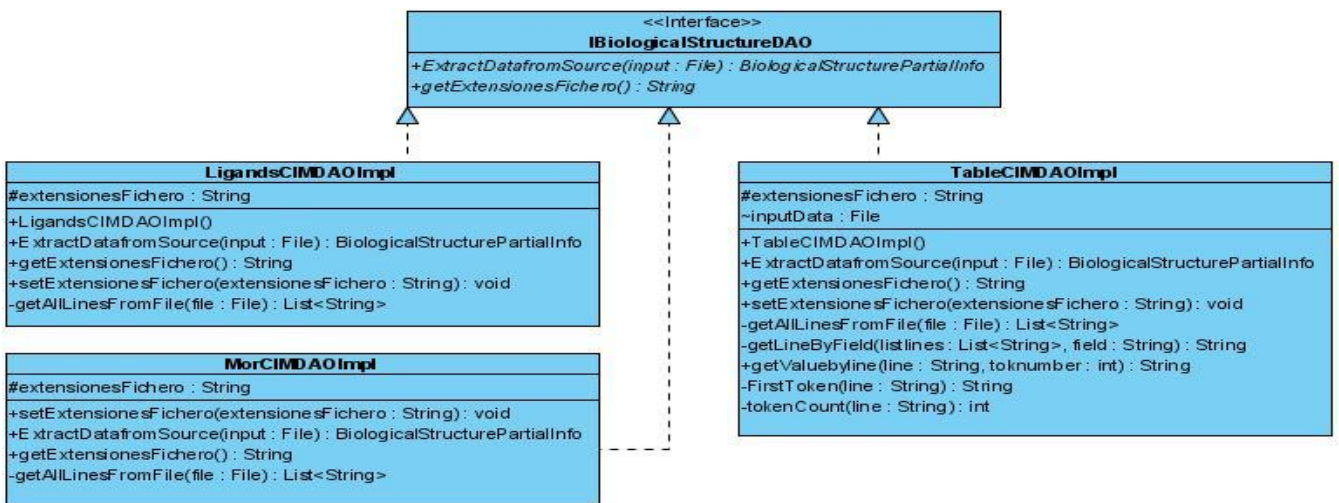 <<Interface>>
IBiologicalStructureDAO
+ExtractDatafromSource(input : File) : BiologicalStructurePartialInfo
+getExtensionesFichero() : String
LigandsCIMDAOImpl
#extensionesFichero : String
+LigandsCIMDAOImpl()
+ExtractDatafromSource(input : File) : BiologicalStructurePartialInfo
+getExtensionesFichero() : String
+setExtensionesFichero(extensionesFichero : String) : void
-getAllLinesFromFile(file : File) : List<String>
MorCIMDAOImpl
#extensionesFichero : String
+setExtensionesFichero(extensionesFichero : String) : void
+ExtractDatafromSource(input : File) : BiologicalStructurePartialInfo
+getExtensionesFichero() : String
-getAllLinesFromFile(file : File) : List<String>
TableCIMDAOImpl
#extensionesFichero : String
~inputData : File
+TableCIMDAOImpl()
+ExtractDatafromSource(input : File) : BiologicalStructurePartialInfo
+getExtensionesFichero() : String
+setExtensionesFichero(extensionesFichero : String) : void
-getAllLinesFromFile(file : File) : List<String>
-getLineByField(listlines : List<String>, field : String) : String
+getValuebyline(line : String, toknumber : int) : String
-FirstToken(line : String) : String
-tokenCount(line : String) : int